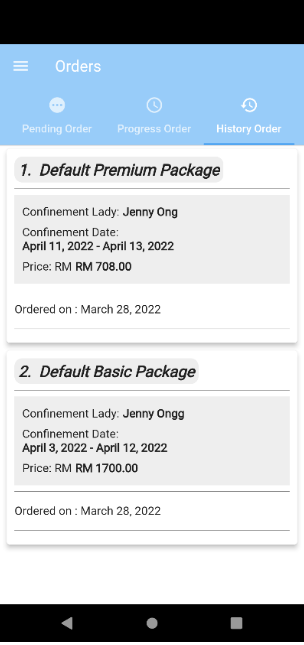 Orders
Pending Order
Progress Order
History Order
1. Default Premium Package
Confinement Lady: Jenny Ong
Confinement Date:
April 11, 2022 - April 13, 2022
Price: RM RM 708.00
Ordered on : March 28, 2022
2. Default Basic Package
Confinement Lady: Jenny Ongg
Confinement Date:
April 3, 2022 - April 12, 2022
Price: RM RM 1700.00
Ordered on : March 28, 2022